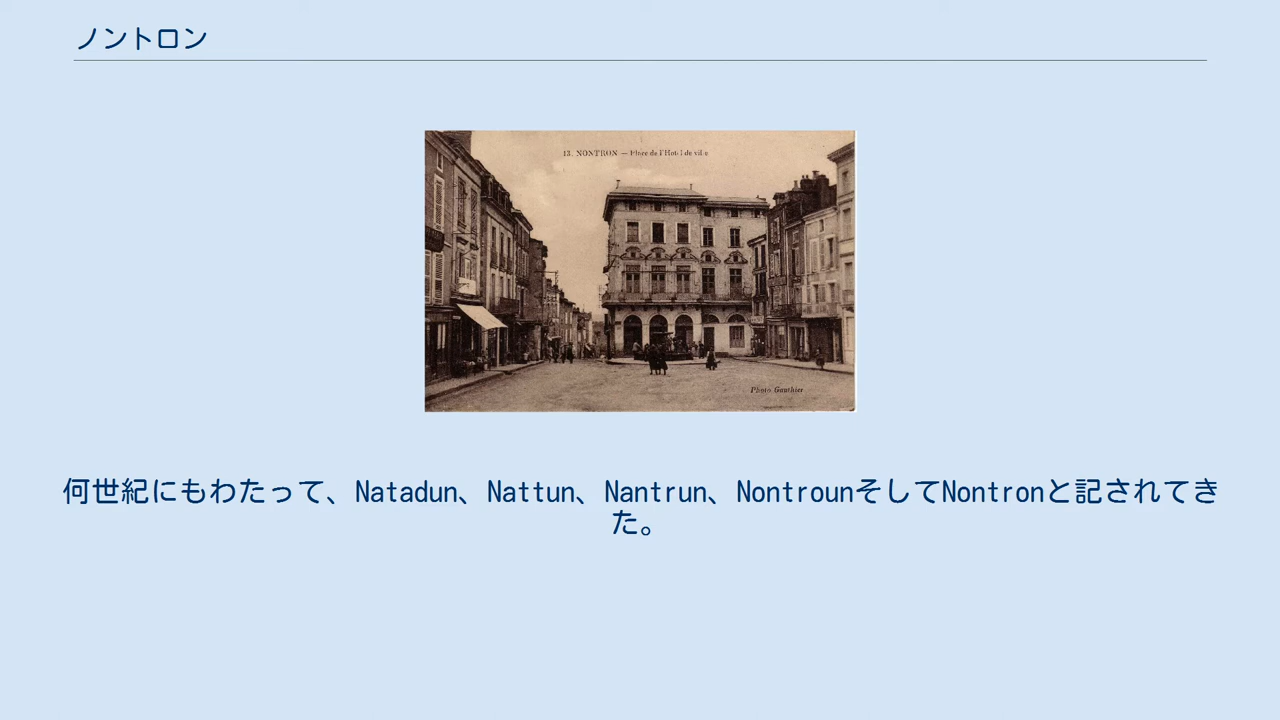 ノントロン
13. NONTRON — Place de l'Hotel de ville
Photo Gauthier
何世紀にもわたって、Natadun、Nattun、Nantrun、NontrounそしてNontronと記されてき
た。